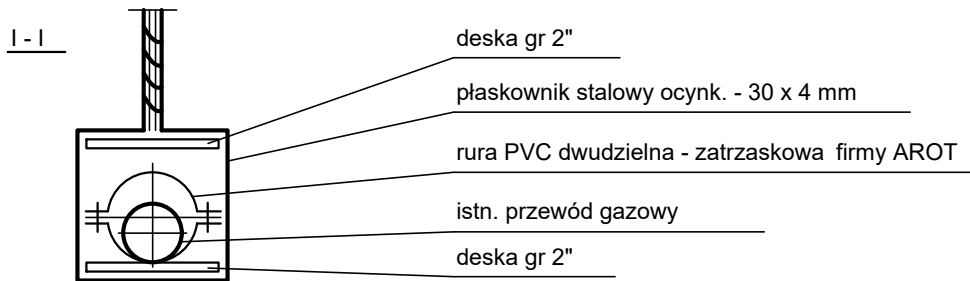 I - I
deska gr 2"
płaskownik stalowy ocynk. - 30 x 4 mm
rura PVC dwudzielna - zatrzaskowa firmy AROT
istn. przewód gazowy
deska gr 2"